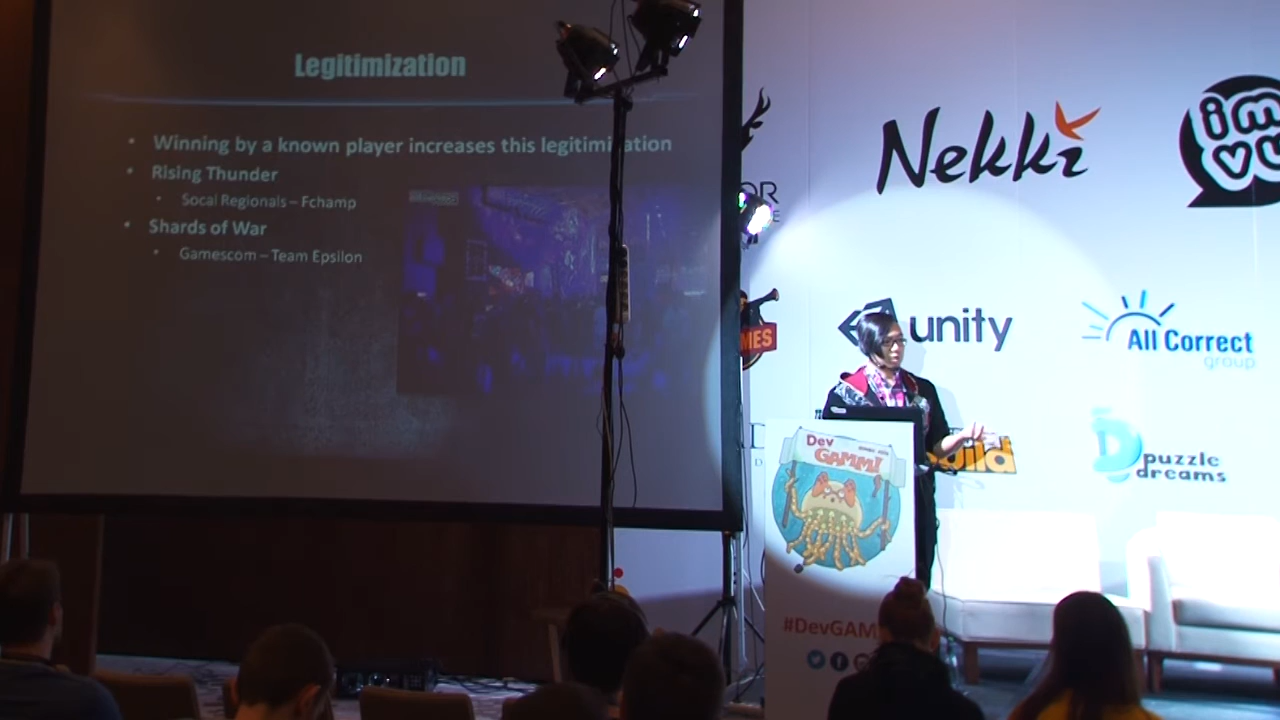 Legitimization
• Winning by a known player increases this legitimization
• Rising Thunder
• Socal Regionals – Fchamp
• Shards of War
• Gamescom – Team Epsilon
Nekki
im
unity
All Correct
group
puzzle
dreams
Dev
GAMM!
#DevGAM